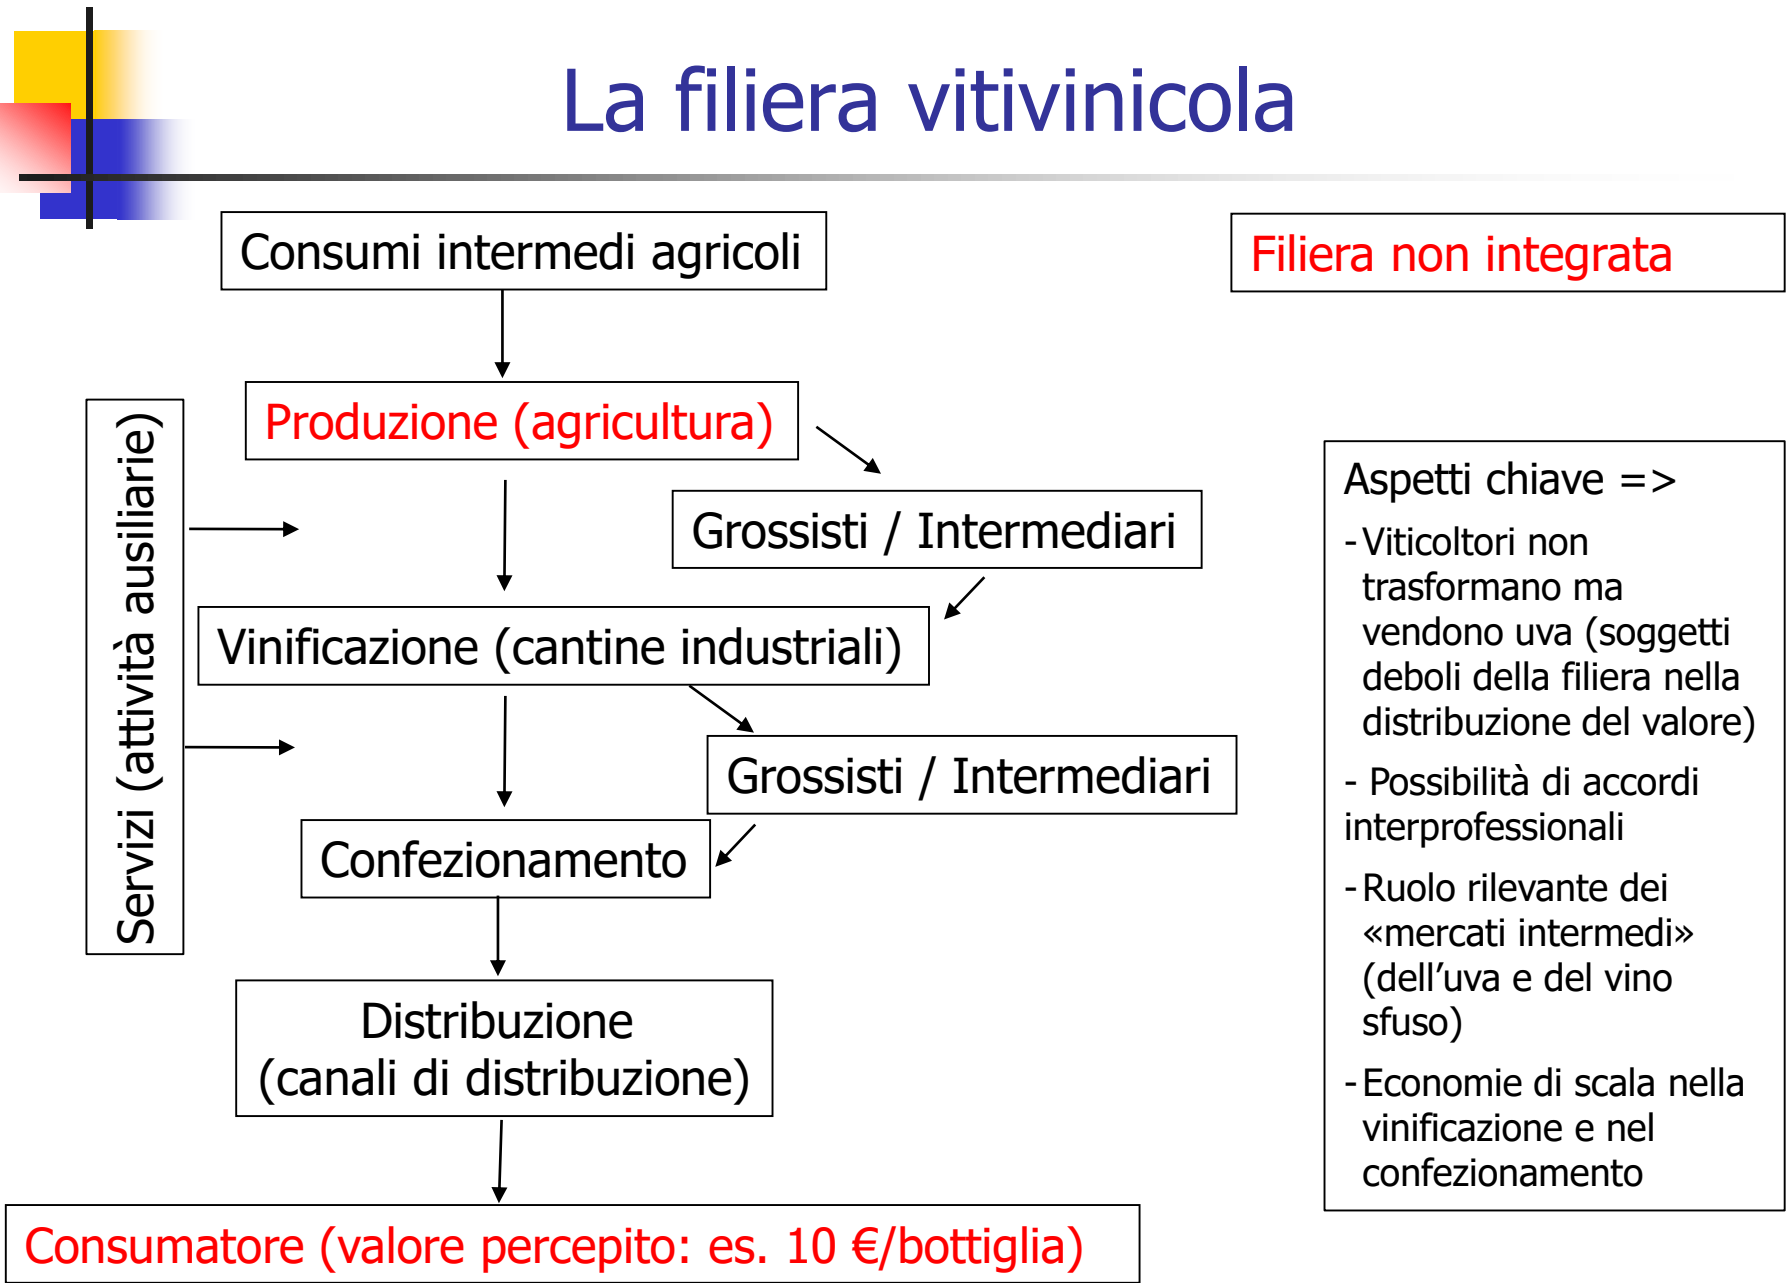 La filiera vitivinicola
Consumi intermedi agricoli
Filiera non integrata
Produzione (agricultura)
Servizi (attività ausiliarie)
Grossisti / Intermediari
Vinificazione (cantine industriali)
Grossisti / Intermediari
Confezionamento
Distribuzione
(canali di distribuzione)
Consumatore (valore percepito: es. 10 €/bottiglia)
Aspetti chiave =>
-Viticoltori non
trasformano ma
vendono uva (soggetti
deboli della filiera nella
distribuzione del valore)
- Possibilità di accordi
interprofessionali
-Ruolo rilevante dei
«mercati intermedi»
(dell’uva e del vino
sfuso)
-Economie di scala nella
vinificazione e nel
confezionamento